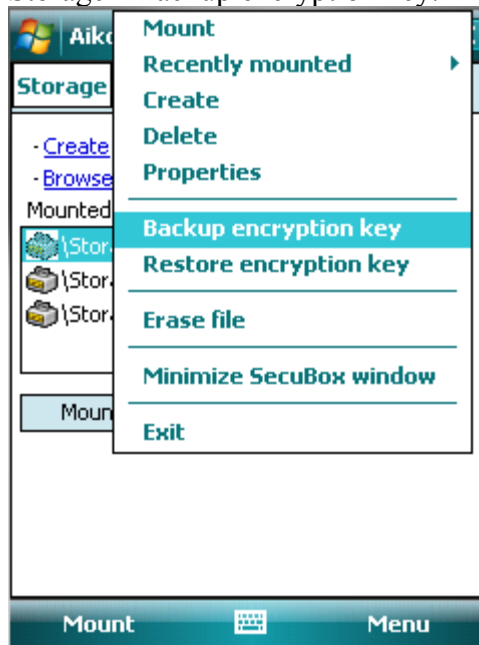 Aiko
Mount
Recently mounted
Storage
Create
Delete
- Create
Properties
- Browse
Mounted
Backup encryption key
\Stor
Restore encryption key
\Stor
\Stor
Erase file
Minimize SecuBox window
Moun
Exit
Mount
Menu